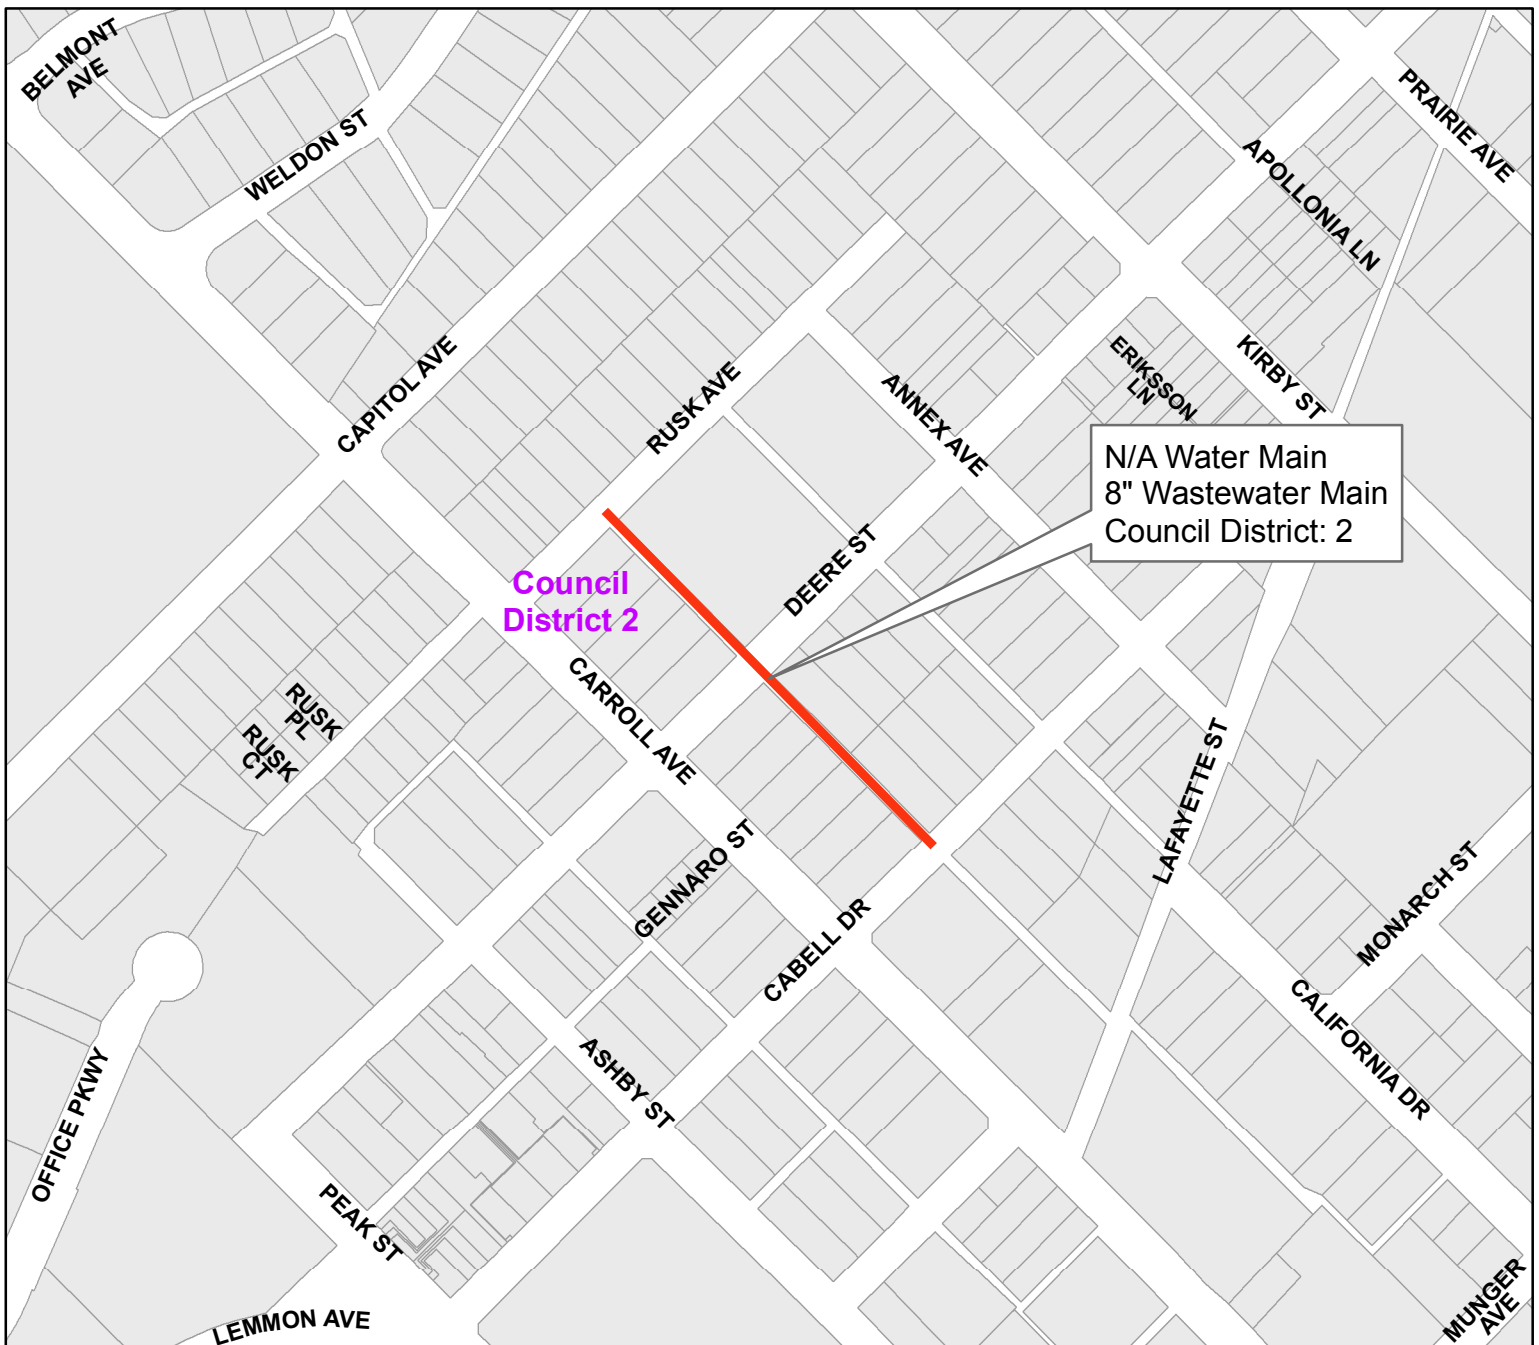 BELMONT
AVE
WELDON ST
PRAIRIE AVE
APOLLONIA LN
CAPITOL AVE
RUSK AVE
ANNEX AVE
ERIKSSON
LN
KIRBY ST
N/A Water Main
8" Wastewater Main
Council District: 2
DEERE ST
Council
District 2
CARROLL AVE
RUSK
PL
RUSK
CT
GENNARO ST
LAFAYETTE ST
CABELL DR
MONARCH ST
CALIFORNIA DR
ASHBY ST
OFFICE PKWY
PEAK ST
LEMMON AVE
MUNGER
AVE